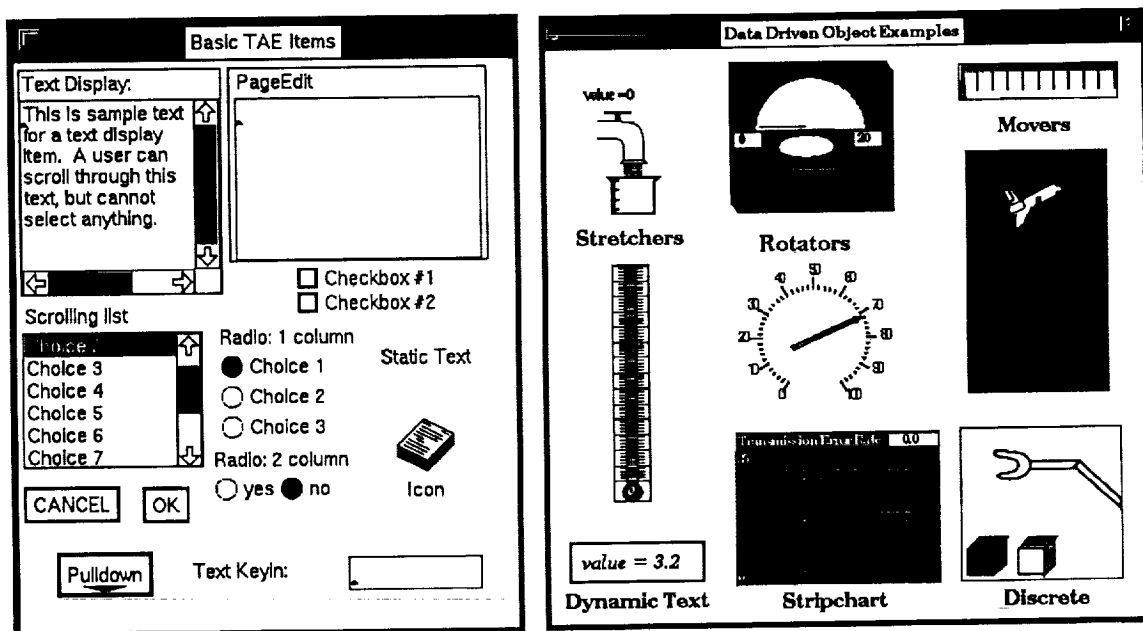 Basic TAE Items
Text Display:
This is sample text
for a text display
item. A user can
scroll through this
text, but cannot
select anything.
PageEdit
Checkbox #1
Checkbox #2
Scrolling list
Choice 3
Choice 4
Choice 5
Choice 6
Choice 7
Radio: 1 column
Choice 1
Choice 2
Choice 3
Radio: 2 column
yes no
Static Text
Icon
CANCEL OK
Pulldown
Text Keyin:
Data Driven Object Examples
value =0
Stretchers
0 20
Rotators
Movers
0 10 20 30 40 50 60 70 80 90 100
Transmission Error Rate 0.0
value = 3.2
Dynamic Text
Stripchart
Discrete